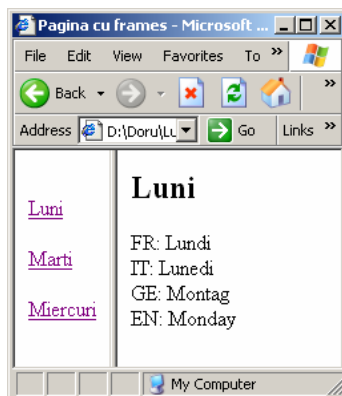 Pagina cu frames - Microsoft ...
File Edit View Favorites To »
Back »
Address D:\Doru\Lu Go Links »
Luni
Marti
Miercuri
Luni
FR: Lundi
IT: Lunedi
GE: Montag
EN: Monday
My Computer